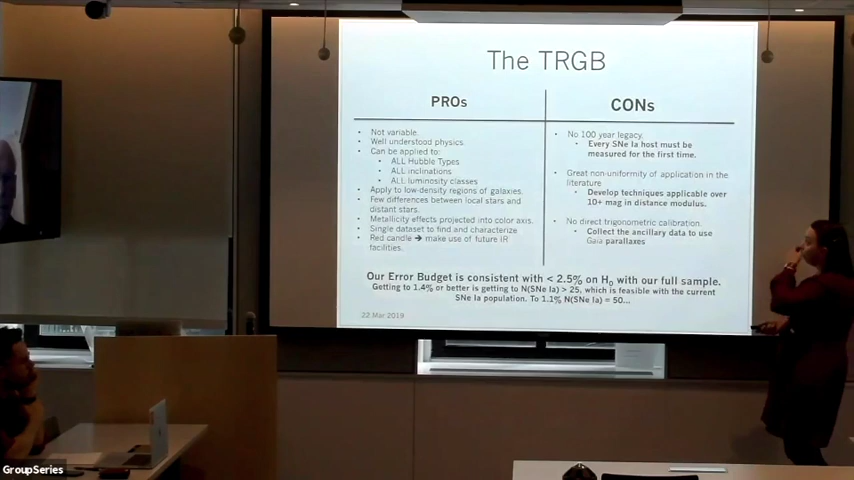 The TRGB
PROs
Not variable.
Well understood physics.
Can be applied to:
ALL Hubble Types
ALL inclinations
ALL luminosity classes
Apply to low-density regions of galaxies.
Few differences between local stars and
distant stars.
Metallicity effects projected into color axis.
Single dataset to find and characterize
Red candle → make use of future IR
facilities.
CONs
No 100 year legacy.
Every SNe Ia host must be
measured for the first time.
Great non-uniformity of application in the
literature
Develop techniques applicable over
10+ mag in distance modulus.
No direct trigonometric calibration.
Collect the ancillary data to use
Gaia parallaxes
Our Error Budget is consistent with < 2.5% on H₀ with our full sample.
Getting to 1.4% or better is getting to N(SNe Ia) > 25, which is feasible with the current
SNe Ia population. To 1.1% N(SNe Ia) = 50...
22 Mar 2019
GroupSeries